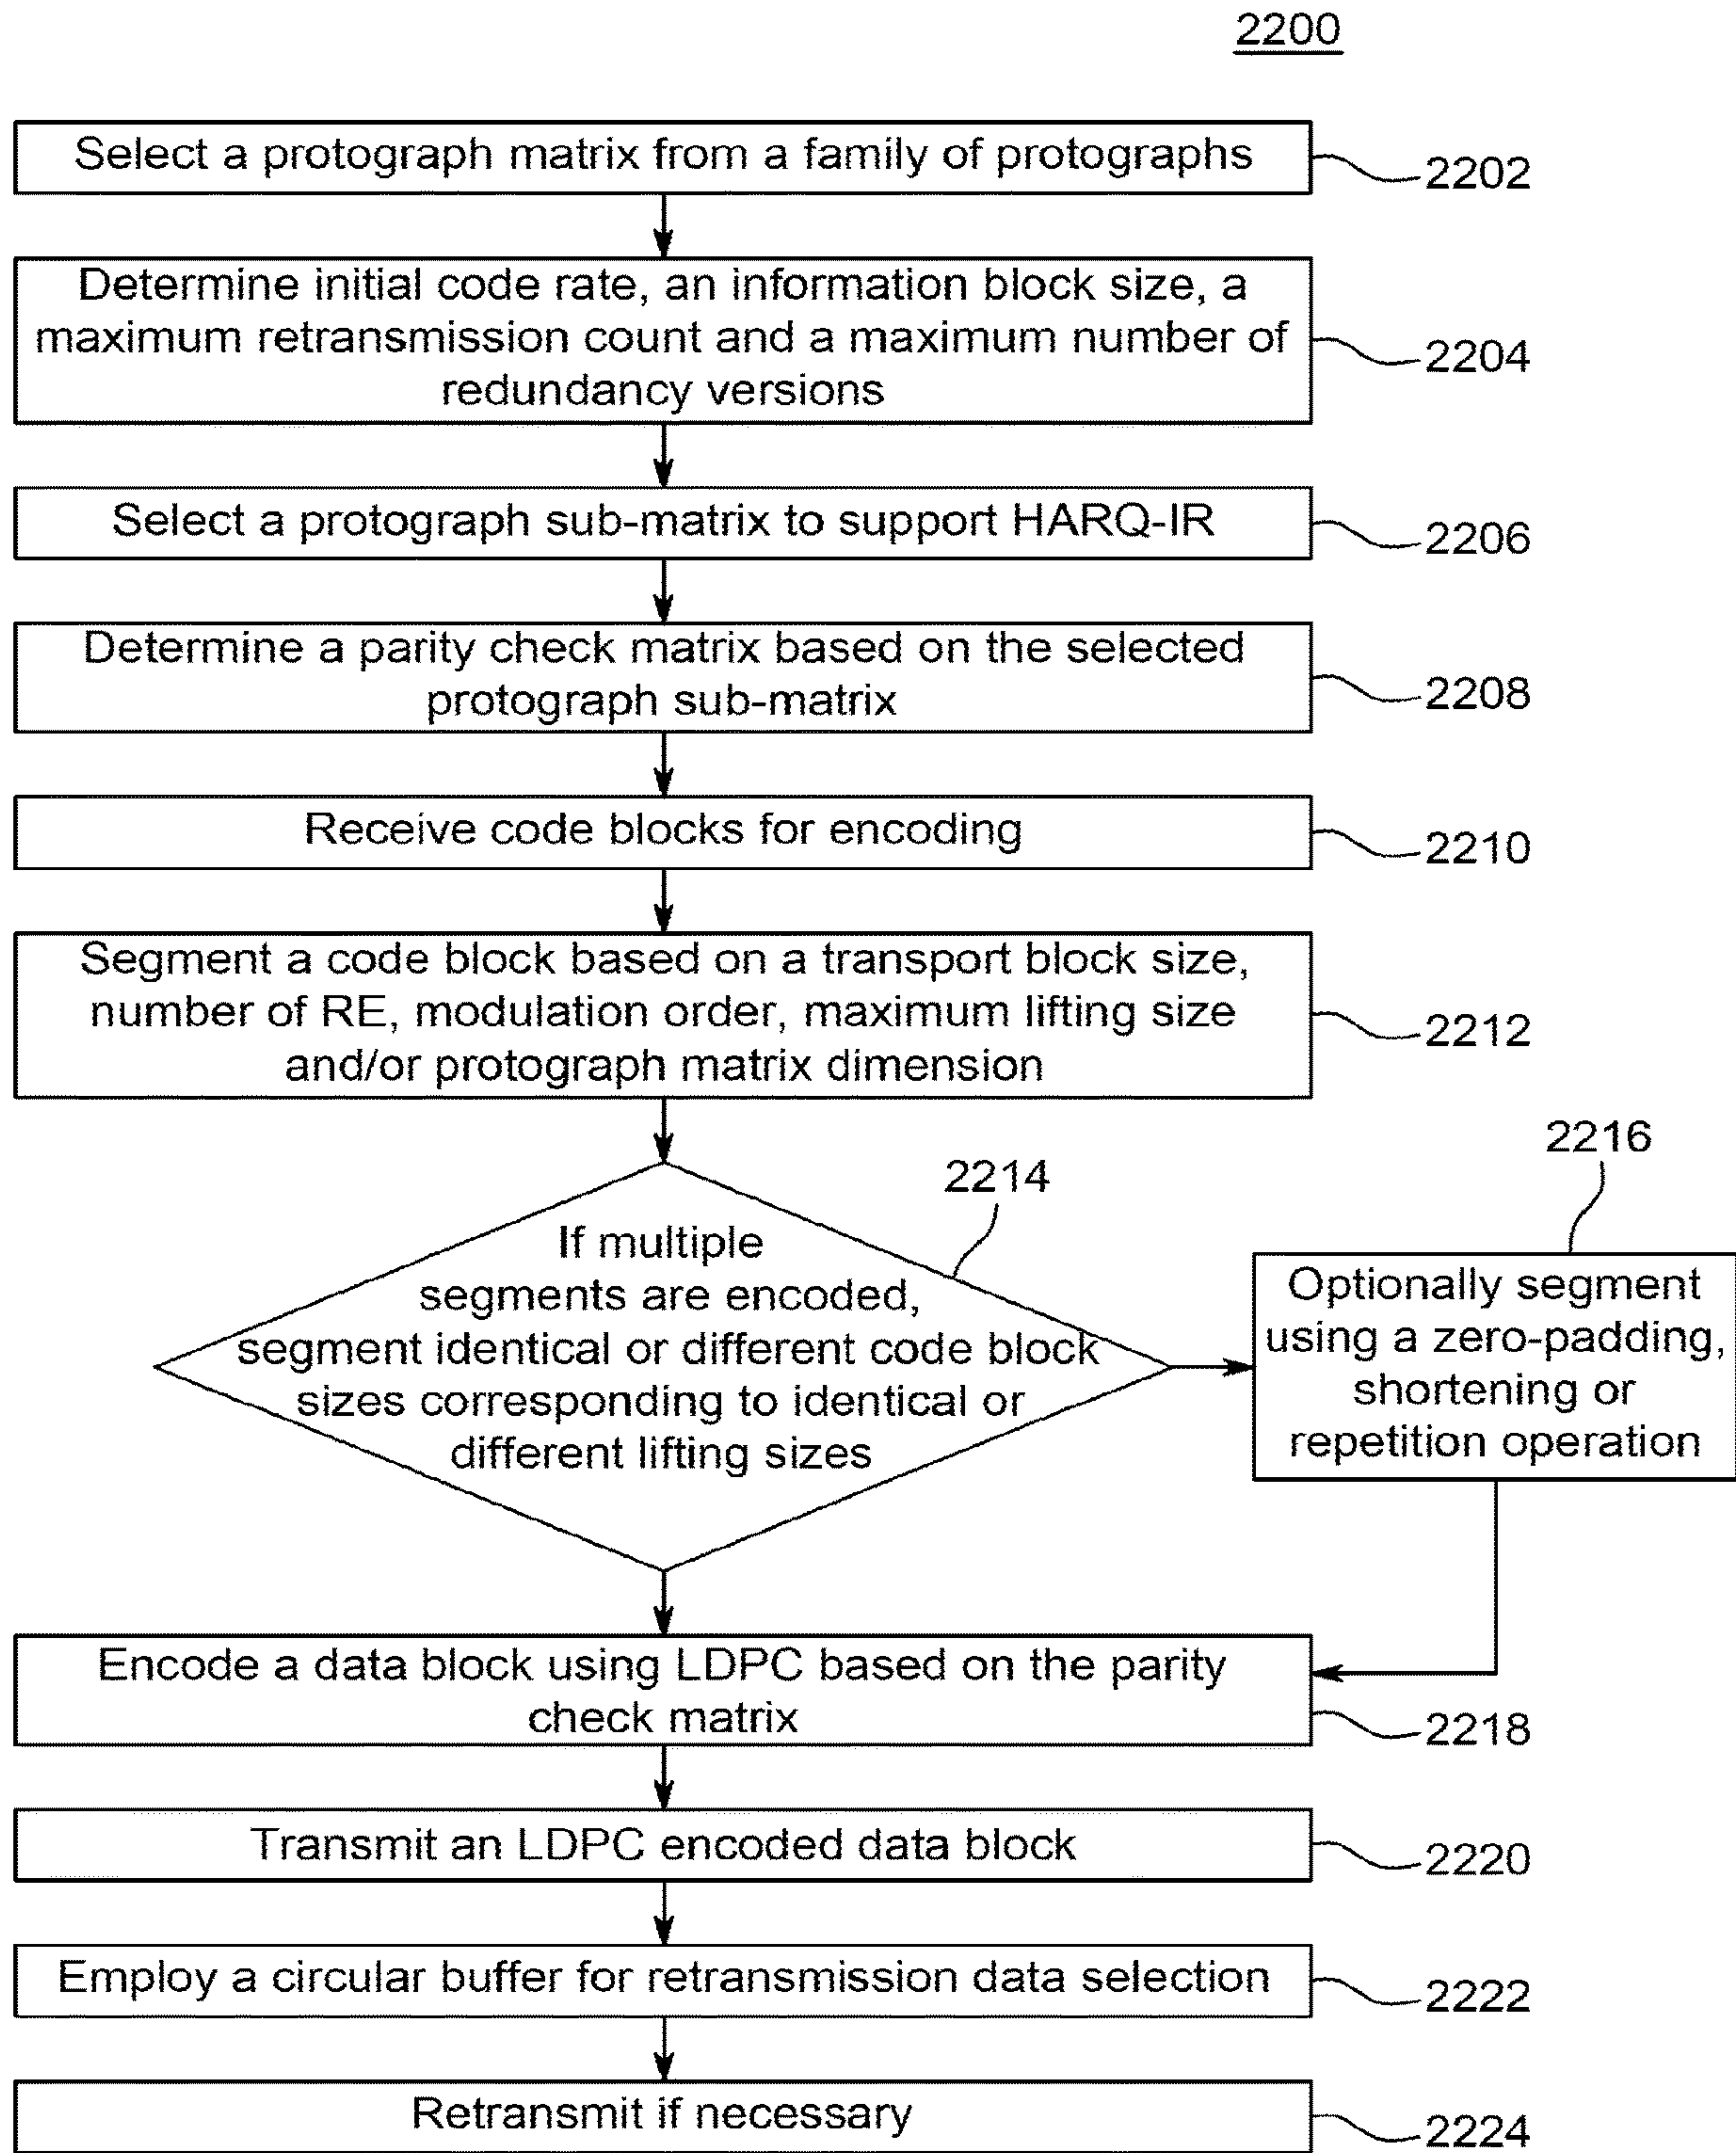 2200
Select a protograph matrix from a family of protographs
2202
Determine initial code rate, an information block size, a
maximum retransmission count and a maximum number of
redundancy versions
2204
Select a protograph sub-matrix to support HARQ-IR
2206
Determine a parity check matrix based on the selected
protograph sub-matrix
2208
Receive code blocks for encoding
2210
Segment a code block based on a transport block size,
number of RE, modulation order, maximum lifting size
and/or protograph matrix dimension
2212
2214
If multiple
segments are encoded,
segment identical or different code block
sizes corresponding to identical or
different lifting sizes
2216
Optionally segment
using a zero-padding,
shortening or
repetition operation
Encode a data block using LDPC based on the parity
check matrix
2218
Transmit an LDPC encoded data block
2220
Employ a circular buffer for retransmission data selection
2222
Retransmit if necessary
2224